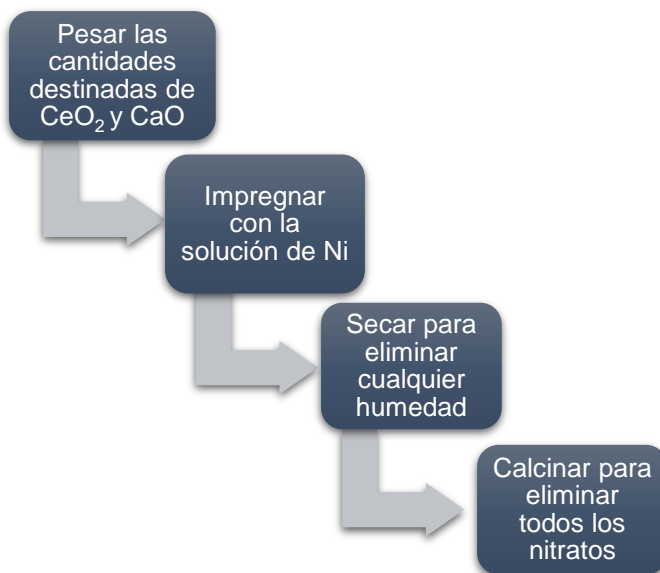 Pesar las
cantidades
destinadas de
CeO₂ y CaO
Impregnar
con la
solución de Ni
Secar para
eliminar
cualquier
humedad
Calcinar para
eliminar
todos los
nitratos